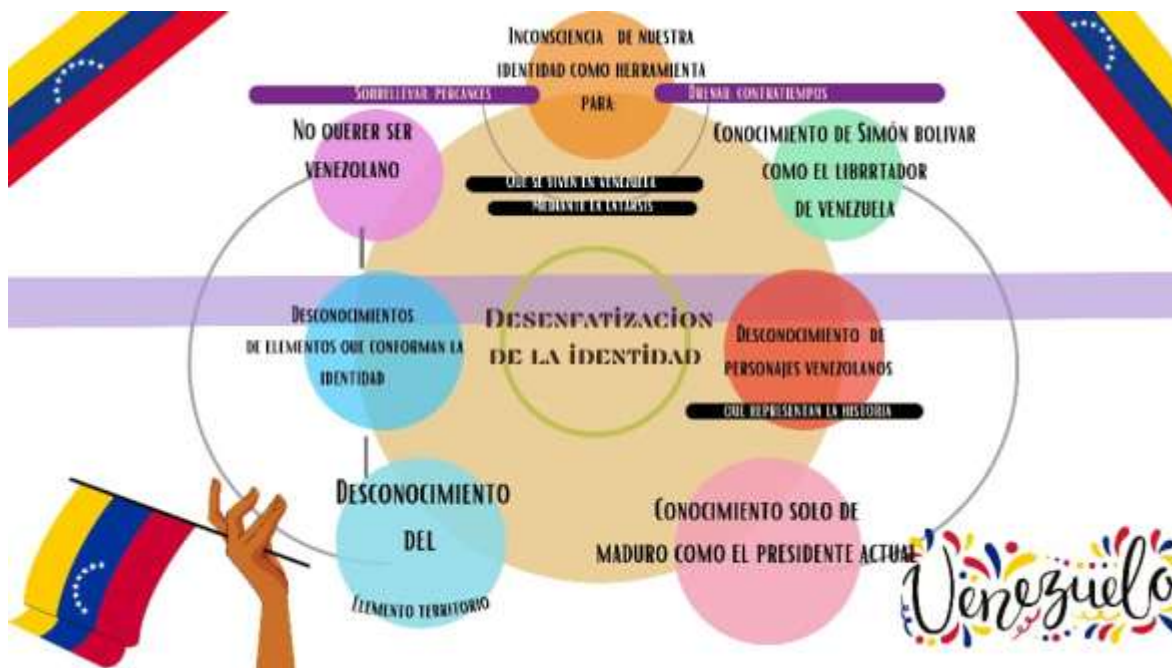 INCONSCIENCIA DE NUESTRA
IDENTIDAD COMO HERRAMIENTA
PARA:
SOBRELLEVAR PERCANCES
DRENAR CONTRATIEMPOS
QUE SE VIVEN EN VENEZUELA
MEDIANTE LA CATARSIS
NO QUERER SER
VENEZOLANO
CONOCIMIENTO DE SIMÓN BOLIVAR
COMO EL LIBRRTADOR
DE VENEZUELA
DESCONOCIMIENTOS
DE ELEMENTOS QUE CONFORMAN LA
IDENTIDAD
DESENFATIZACION
DE LA IDENTIDAD
DESCONOCIMIENTO DE
PERSONAJES VENEZOLANOS
QUE REPRESENTAN LA HISTORIA
DESCONOCIMIENTO
DEL
ELEMENTO TERRITORIO
CONOCIMIENTO SOLO DE
MADURO COMO EL PRESIDENTE ACTUAL
Venezuela